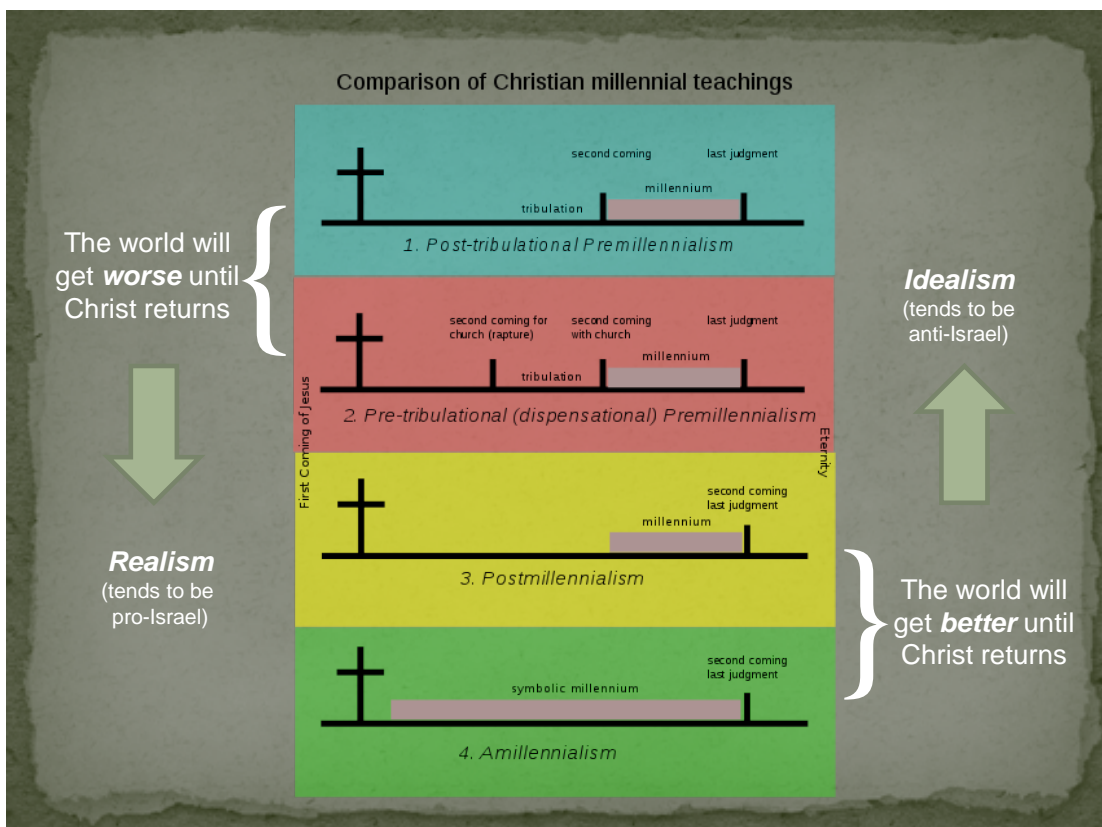 Comparison of Christian millennial teachings
second coming
last judgment
millennium
tribulation
1. Post-tribulational Premillennialism
The world will
get worse until
Christ returns
Realism
(tends to be
pro-Israel)
second coming for
church (rapture)
second coming
with church
last judgment
millennium
tribulation
2. Pre-tribulational (dispensational) Premillennialism
First Coming of Jesus
Eternity
second coming
last judgment
millennium
3. Postmillennialism
second coming
last judgment
symbolic millennium
4. Amillennialism
Idealism
(tends to be
anti-Israel)
The world will
get better until
Christ returns